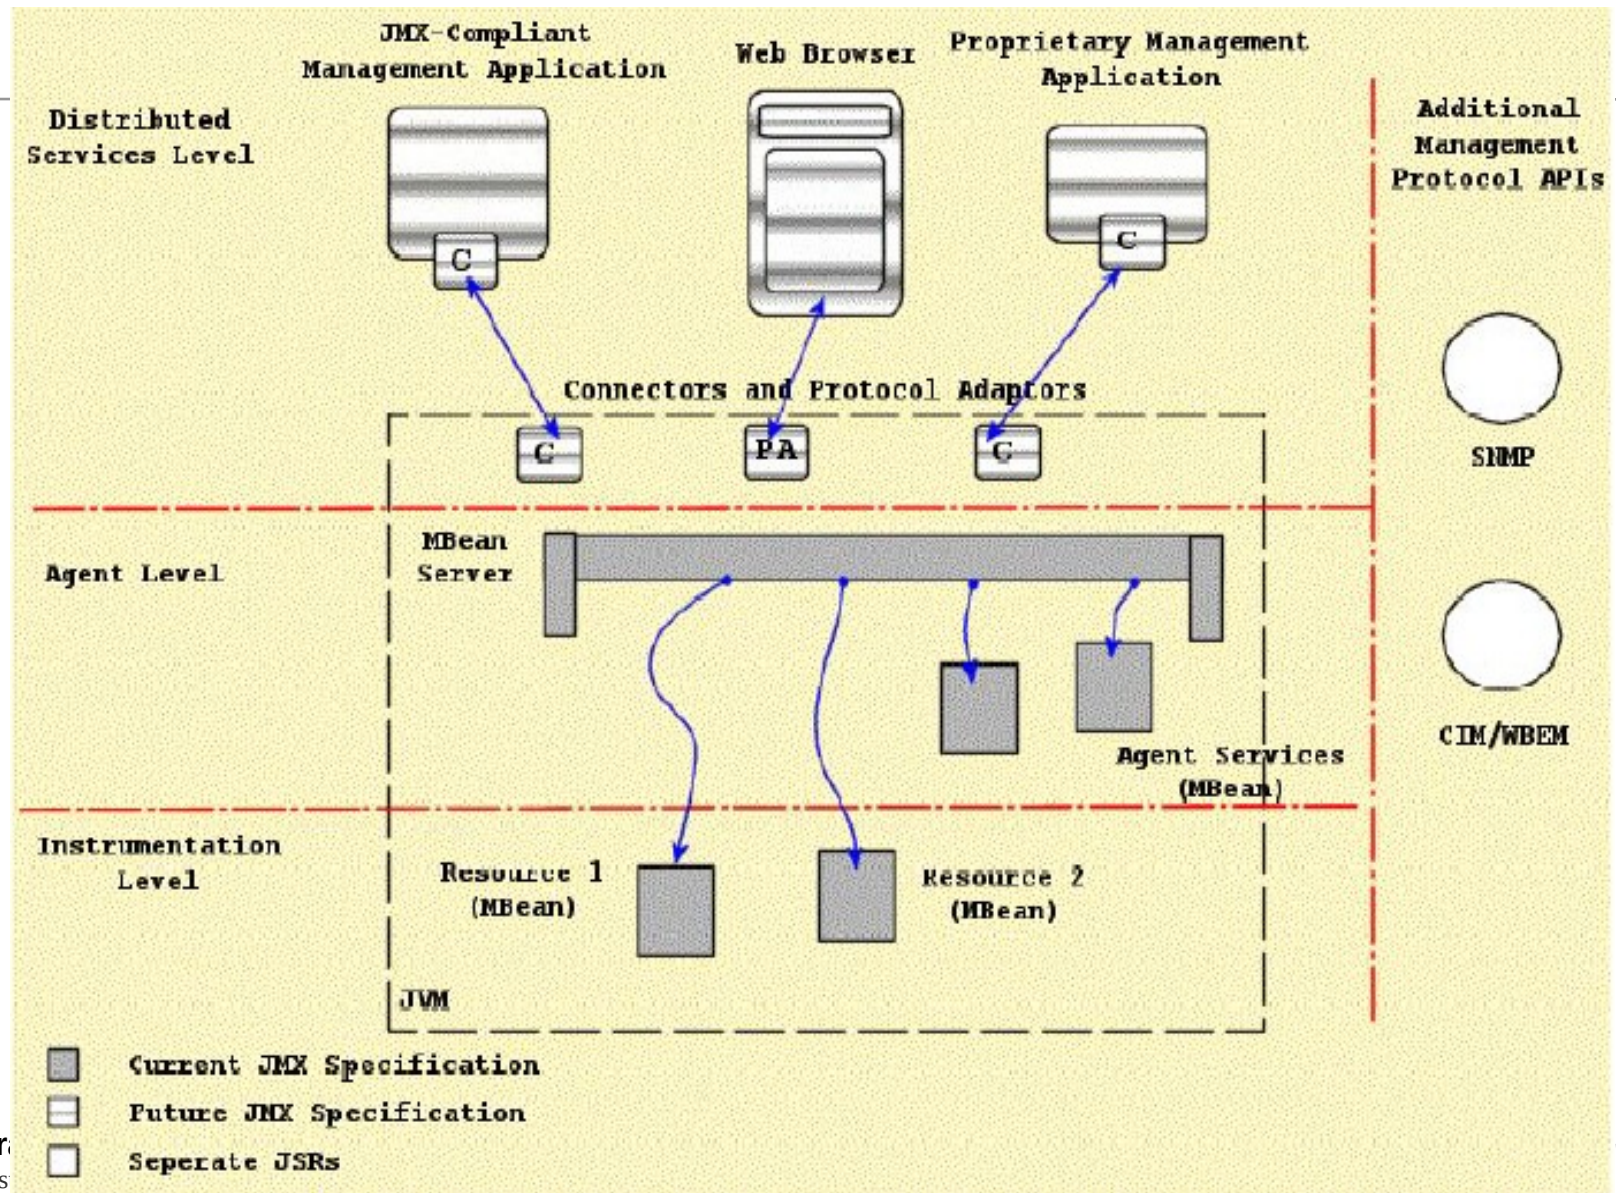 JMX-Compliant
Management Application
Web Browser
Proprietary Management
Application
Distributed
Services Level
Additional
Management
Protocol APIs
C
C
Connectors and Protocol Adaptors
C
PA
C
SNMP
MBean
Server
Agent Level
CIM/WBEM
Agent Services
(MBean)
Instrumentation
Level
Resource 1
(MBean)
Resource 2
(MBean)
JVM
Current JMX Specification
Future JMX Specification
Seperate JSRs